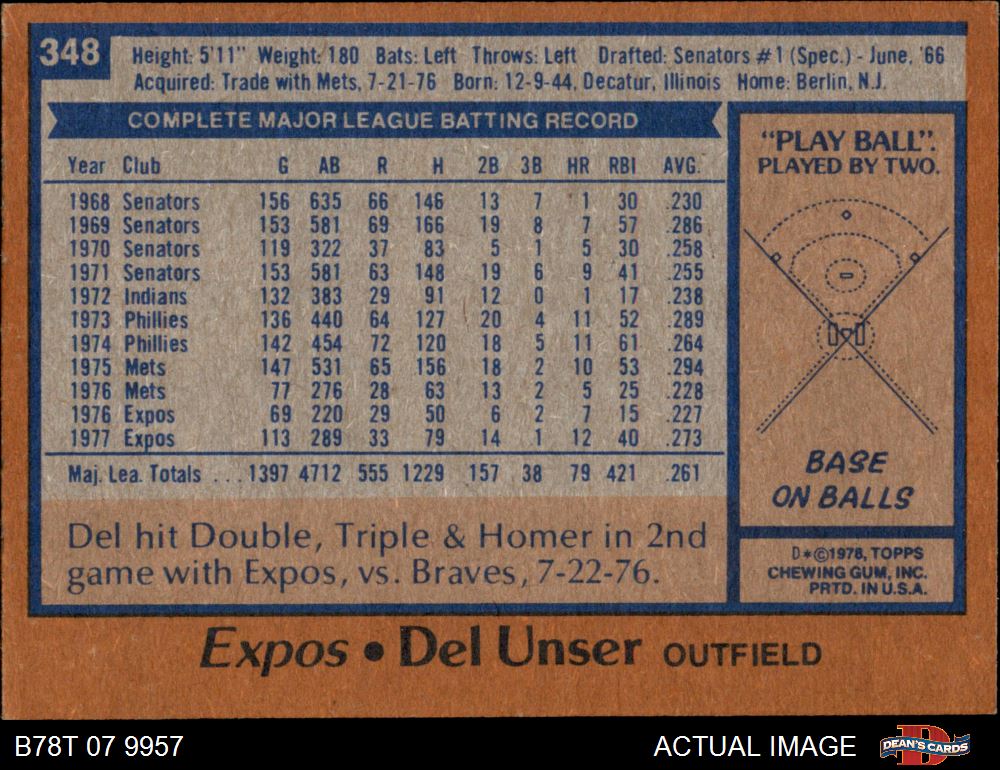 348
Height: 5'11" Weight: 180 Bats: Left Throws: Left Drafted: Senators #1 (Spec.) - June, '66
Acquired: Trade with Mets, 7-21-76 Born: 12-9-44, Decatur, Illinois Home: Berlin, N.J.
COMPLETE MAJOR LEAGUE BATTING RECORD
Year Club G AB R H 2B 3B HR RBI AVG.
1968 Senators 156 635 66 146 13 7 1 30 .230
1969 Senators 153 581 69 166 19 8 7 57 .286
1970 Senators 119 322 37 83 5 1 5 30 .258
1971 Senators 153 581 63 148 19 6 9 41 .255
1972 Indians 132 383 29 91 12 0 1 17 .238
1973 Phillies 136 440 64 127 20 4 11 52 .289
1974 Phillies 142 454 72 120 18 5 11 61 .264
1975 Mets 147 531 65 156 18 2 10 53 .294
1976 Mets 77 276 28 63 13 2 5 25 .228
1976 Expos 69 220 29 50 6 2 7 15 .227
1977 Expos 113 289 33 79 14 1 12 40 .273
Maj. Lea. Totals ... 1397 4712 555 1229 157 38 79 421 .261
Del hit Double, Triple & Homer in 2nd
game with Expos, vs. Braves, 7-22-76.
"PLAY BALL".
PLAYED BY TWO.
BASE
ON BALLS
D*©1978, TOPPS
CHEWING GUM, INC.
PRTD. IN U.S.A.
Expos • Del Unser OUTFIELD
B78T 07 9957
ACTUAL IMAGE
DEAN'S CARDS